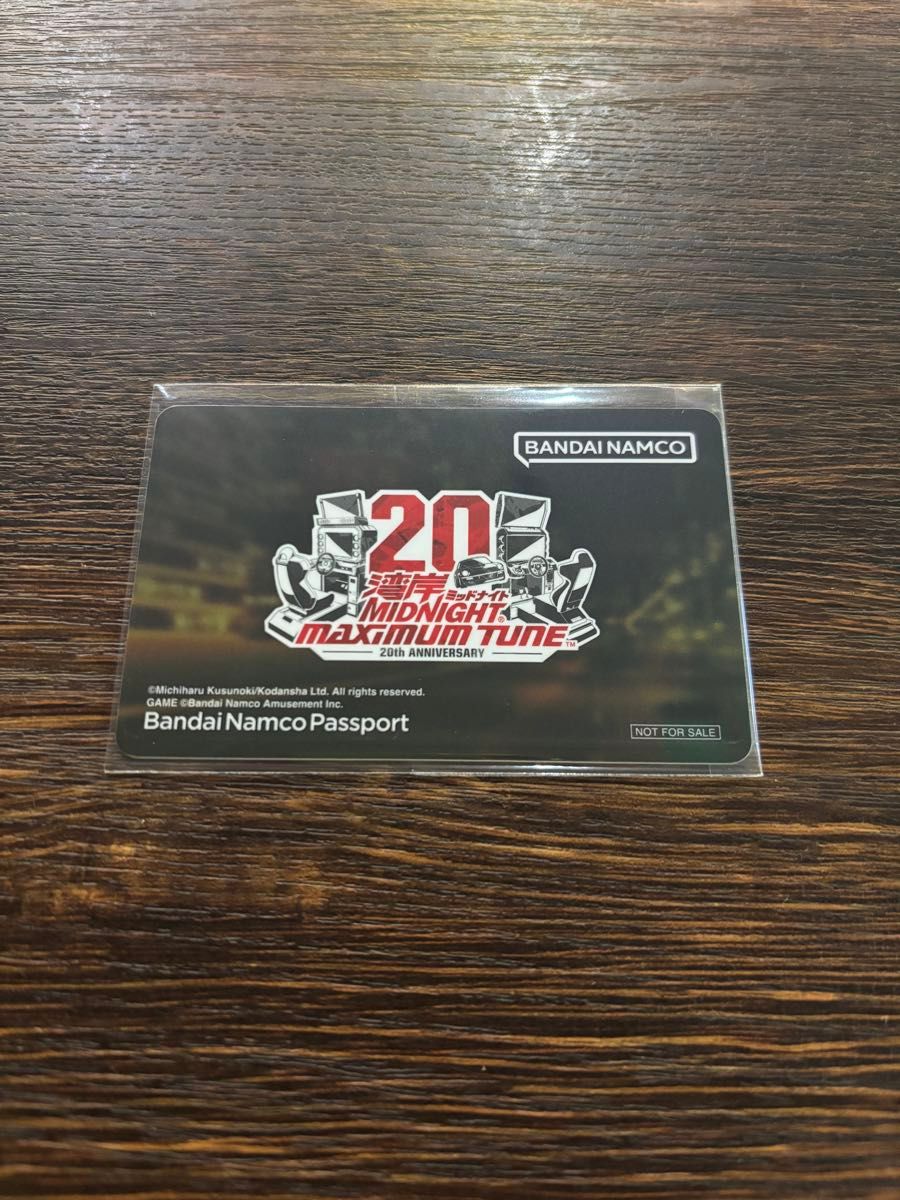 BANDAI NAMCO
20
湾岸 ミッドナイト
MIDNIGHT®
MAXIMUM TUNE™
20th ANNIVERSARY
©Michiharu Kusunoki/Kodansha Ltd. All rights reserved.
GAME ©Bandai Namco Amusement Inc.
Bandai Namco Passport
NOT FOR SALE